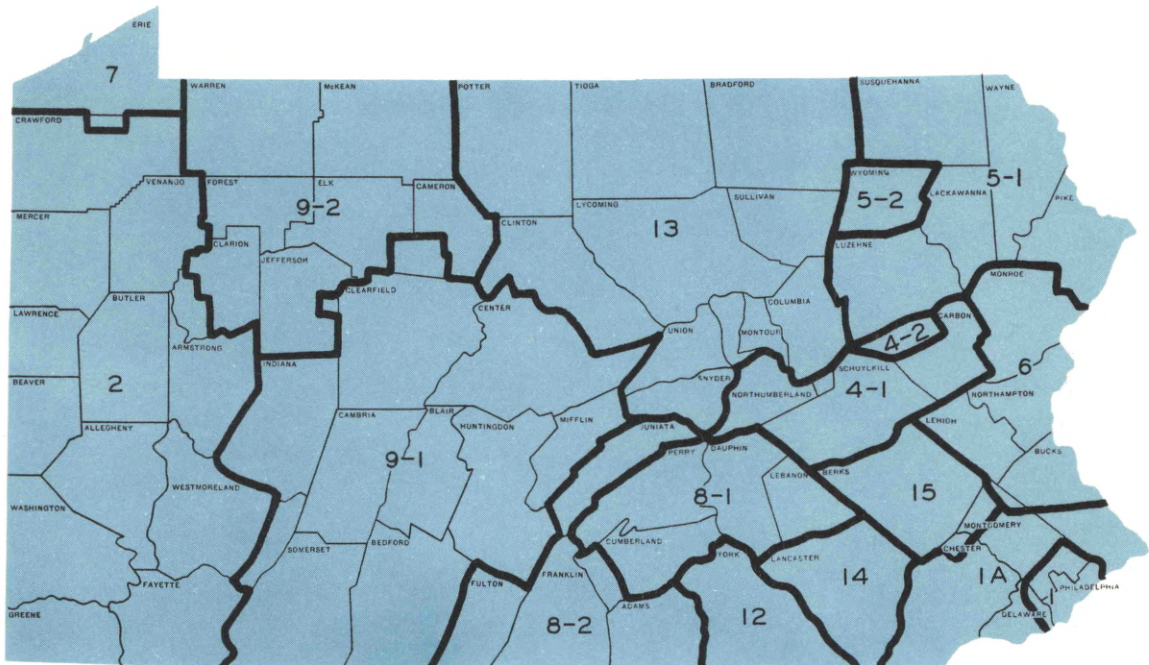 ERIE
7
WARREN
McKEAN
POTTER
TIOGA
BRADFORD
SUSQUEHANNA
WAYNE
CRAWFORD
VENANGO
FOREST
ELK
CAMERON
WYOMING
LACKAWANNA
5-1
PIKE
MERCER
9-2
CLINTON
LYCOMING
SULLIVAN
5-2
13
CLARION
JEFFERSON
LUZERNE
MONROE
BUTLER
CLEARFIELD
CENTER
COLUMBIA
LAWRENCE
CARBON
UNION
MONTOUR
4-2
ARMSTRONG
INDIANA
SCHUYLKILL
BEAVER
2
SNYDER
NORTHUMBERLAND
4-1
6
NORTHAMPTON
CAMBRIA
BLAIR
HUNTINGDON
MIFFLIN
LEHIGH
ALLEGHENY
JUNIATA
PERRY
DAUPHIN
BUCKS
9-1
LEBANON
BERKS
WESTMORELAND
8-1
15
WASHINGTON
MONTGOMERY
BEDFORD
CUMBERLAND
SOMERSET
YORK
LANCASTER
CHESTER
FAYETTE
FULTON
FRANKLIN
14
1A
PHILADELPHIA
1
GREENE
ADAMS
DELAWARE
8-2
12